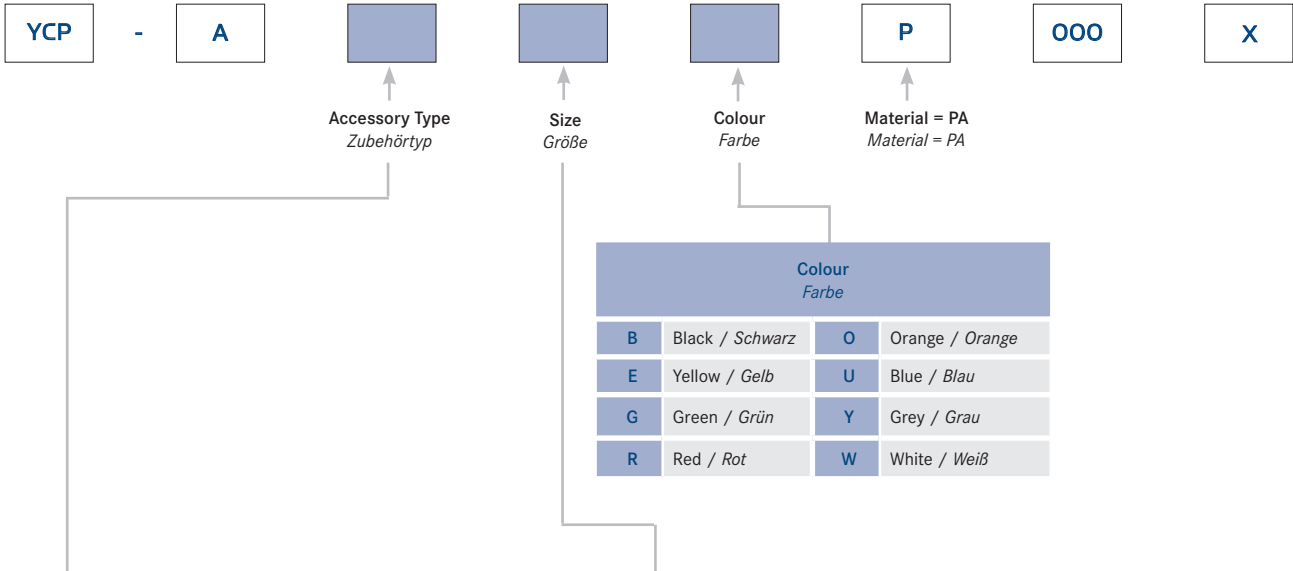 YCP - A P 000 X
Accessory Type Size Colour Material = PA
Zubehörtyp Größe Farbe Material = PA
Colour
Farbe
B Black / Schwarz O Orange / Orange
E Yellow / Gelb U Blue / Blau
G Green / Grün Y Grey / Grau
R Red / Rot W White / Weiß